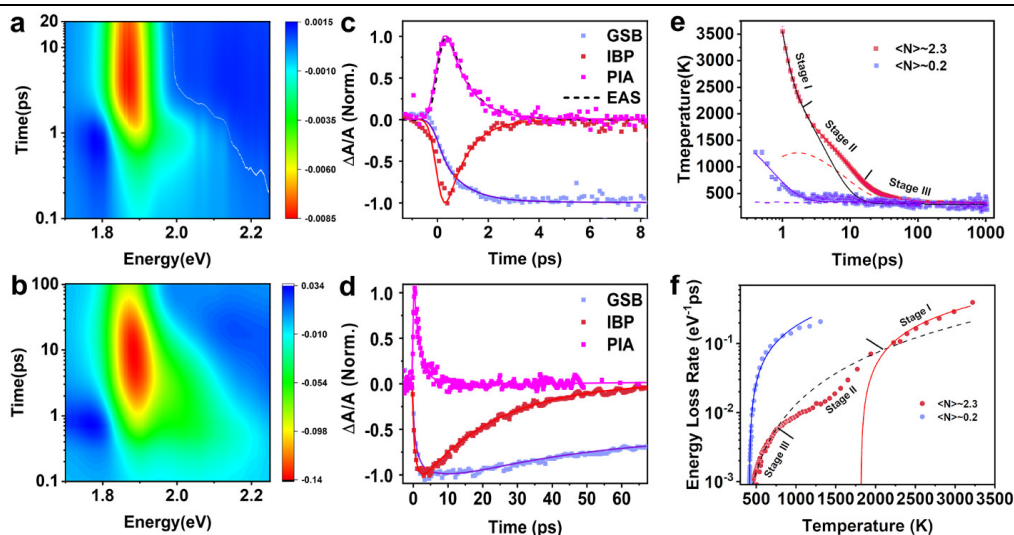 a
20
10
1
0.1
Time(ps)
1.8
2.0
2.2
Energy(eV)
0.0015
-0.0010
-0.0035
-0.0060
-0.0085
b
100
10
1
0.1
Time(ps)
1.8
2.0
2.2
Energy(eV)
0.034
-0.010
-0.054
-0.098
-0.14
c
ΔA/A (Norm.)
1.0
0.5
0.0
-0.5
-1.0
GSB
IBP
PIA
EAS
0
2
4
6
8
Time (ps)
d
ΔA/A (Norm.)
1.0
0.5
0.0
-0.5
-1.0
GSB
IBP
PIA
0
10
20
30
40
50
60
Time (ps)
e
Tmeperature(K)
3500
3000
2500
2000
1500
1000
500
<N>~2.3
<N>~0.2
Stage I
Stage II
Stage III
1
10
100
1000
Time(ps)
f
Energy Loss Rate (eV⁻¹ps)
10⁻¹
10⁻²
10⁻³
Stage I
Stage II
Stage III
<N>~2.3
<N>~0.2
500
1000
1500
2000
2500
3000
3500
Temperature (K)